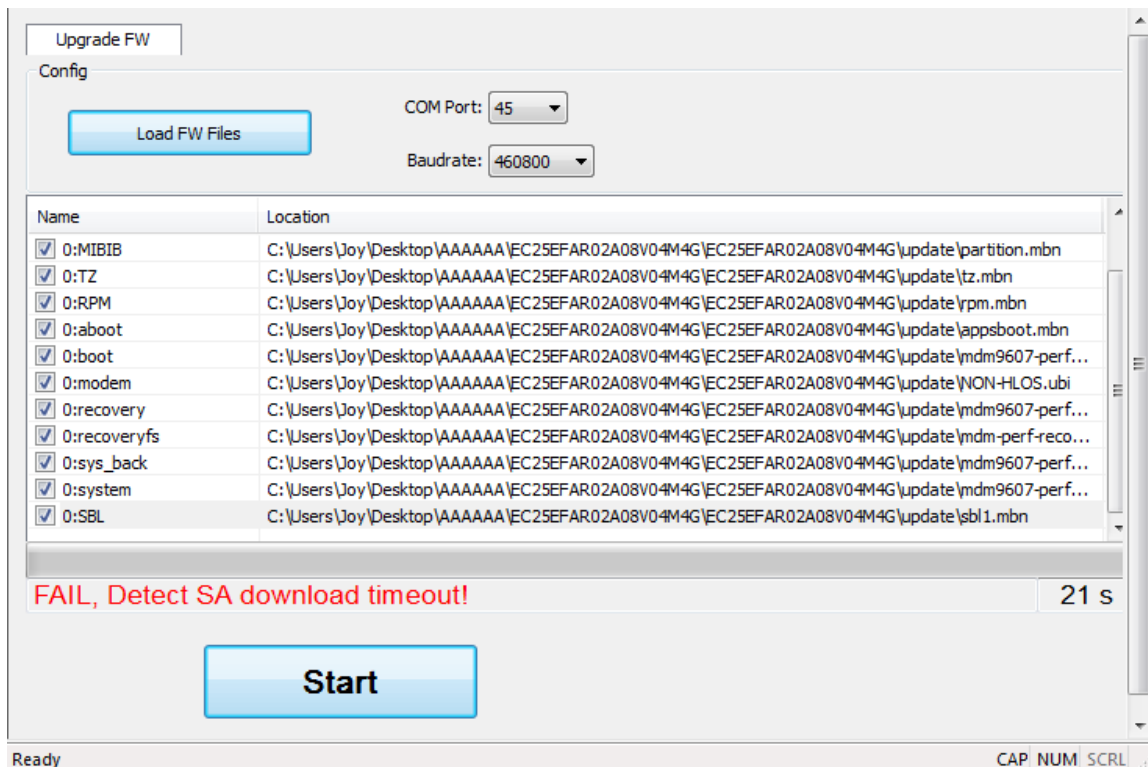 Upgrade FW
Config
COM Port: 45
Load FW Files
Baudrate: 460800
Name Location
0:MIBIB C:\Users\Joy\Desktop\AAAAAA\EC25EFAR02A08V04M4G\EC25EFAR02A08V04M4G\update\partition.mbn
0:TZ C:\Users\Joy\Desktop\AAAAAA\EC25EFAR02A08V04M4G\EC25EFAR02A08V04M4G\update\tz.mbn
0:RPM C:\Users\Joy\Desktop\AAAAAA\EC25EFAR02A08V04M4G\EC25EFAR02A08V04M4G\update\rpm.mbn
0:aboot C:\Users\Joy\Desktop\AAAAAA\EC25EFAR02A08V04M4G\EC25EFAR02A08V04M4G\update\appsboot.mbn
0:boot C:\Users\Joy\Desktop\AAAAAA\EC25EFAR02A08V04M4G\EC25EFAR02A08V04M4G\update\mdm9607-perf...
0:modem C:\Users\Joy\Desktop\AAAAAA\EC25EFAR02A08V04M4G\EC25EFAR02A08V04M4G\update\NON-HLOS.ubi
0:recovery C:\Users\Joy\Desktop\AAAAAA\EC25EFAR02A08V04M4G\EC25EFAR02A08V04M4G\update\mdm9607-perf...
0:recoveryfs C:\Users\Joy\Desktop\AAAAAA\EC25EFAR02A08V04M4G\EC25EFAR02A08V04M4G\update\mdm-perf-reco...
0:sys_back C:\Users\Joy\Desktop\AAAAAA\EC25EFAR02A08V04M4G\EC25EFAR02A08V04M4G\update\mdm9607-perf...
0:system C:\Users\Joy\Desktop\AAAAAA\EC25EFAR02A08V04M4G\EC25EFAR02A08V04M4G\update\mdm9607-perf...
0:SBL C:\Users\Joy\Desktop\AAAAAA\EC25EFAR02A08V04M4G\EC25EFAR02A08V04M4G\update\sbl1.mbn
FAIL, Detect SA download timeout! 21 s
Start
Ready CAP NUM SCRL